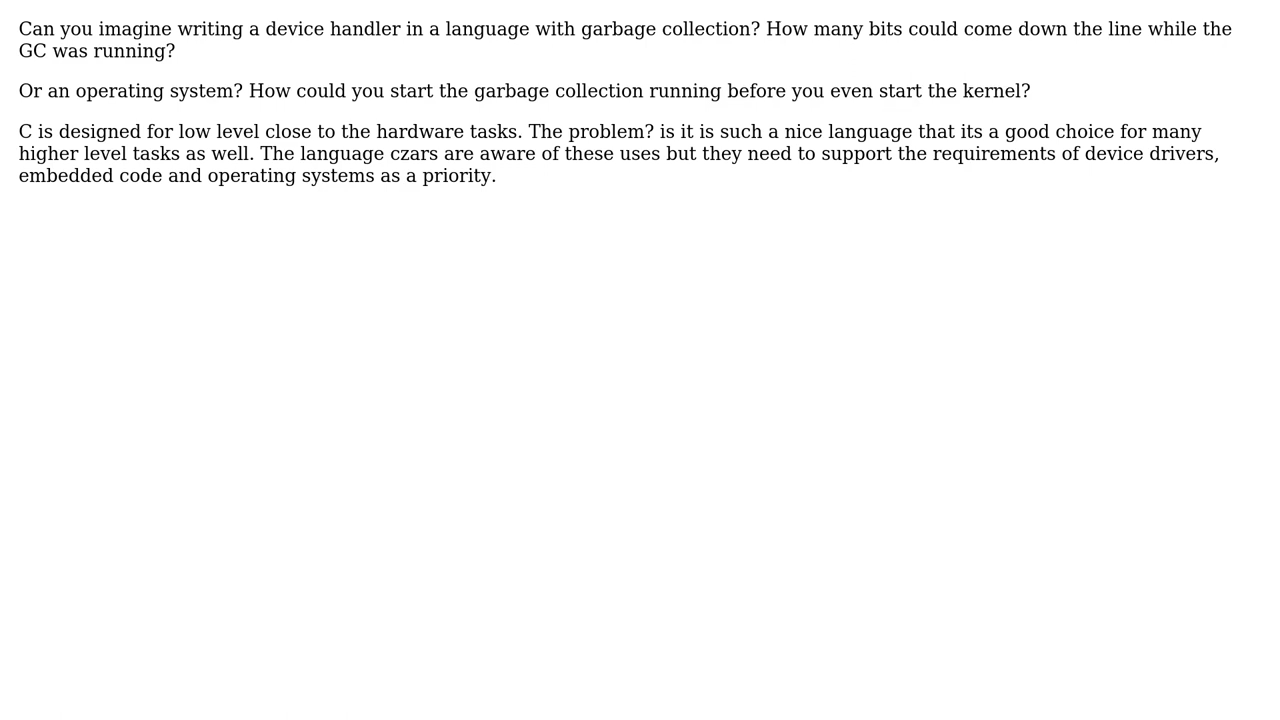 Can you imagine writing a device handler in a language with garbage collection? How many bits could come down the line while the
GC was running?
Or an operating system? How could you start the garbage collection running before you even start the kernel?
C is designed for low level close to the hardware tasks. The problem? is it is such a nice language that its a good choice for many
higher level tasks as well. The language czars are aware of these uses but they need to support the requirements of device drivers,
embedded code and operating systems as a priority.